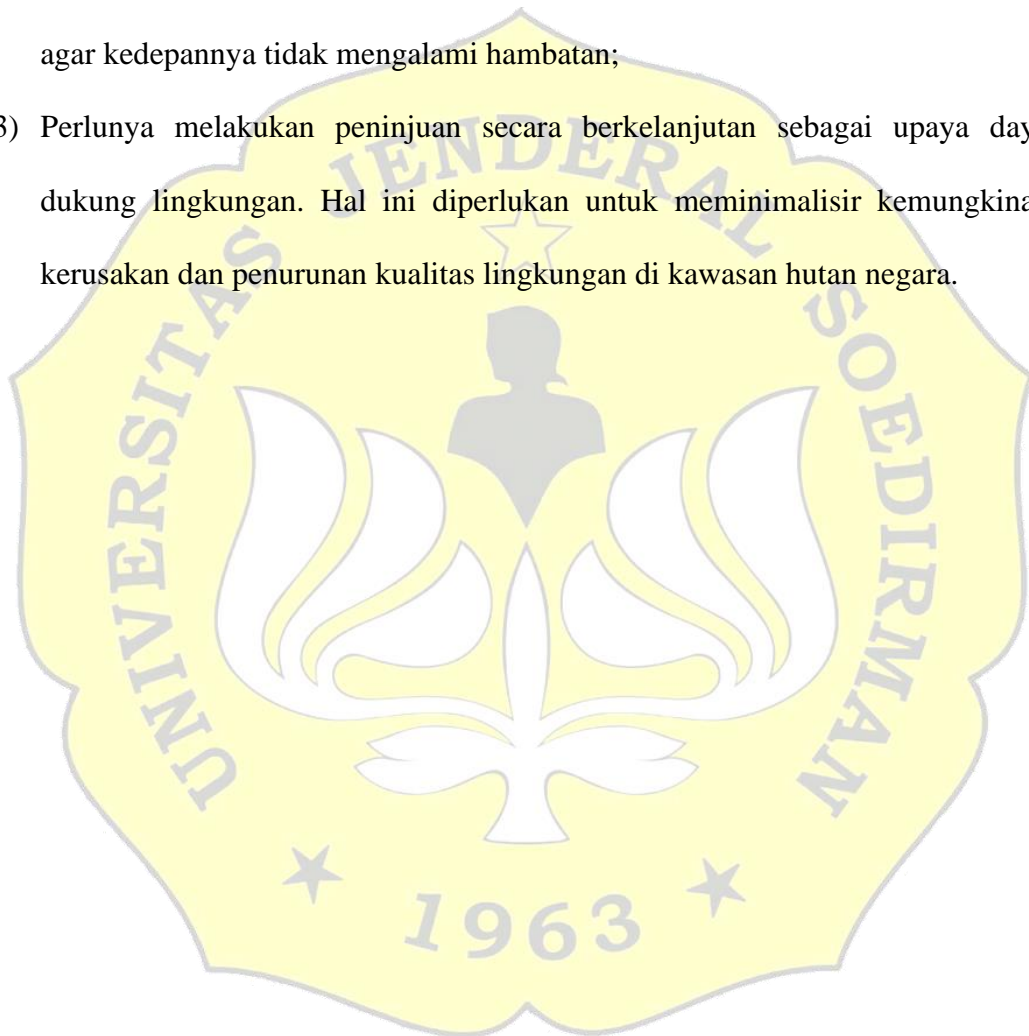 agar kedepannya tidak mengalami hambatan;
3) Perlunya melakukan peninjuan secara berkelanjutan sebagai upaya day
dukung lingkungan. Hal ini diperlukan untuk meminimalisir kemungkina
kerusakan dan penurunan kualitas lingkungan di kawasan hutan negara.
UNIVERSITAS JENDERAL SOEDIRMAN
1963